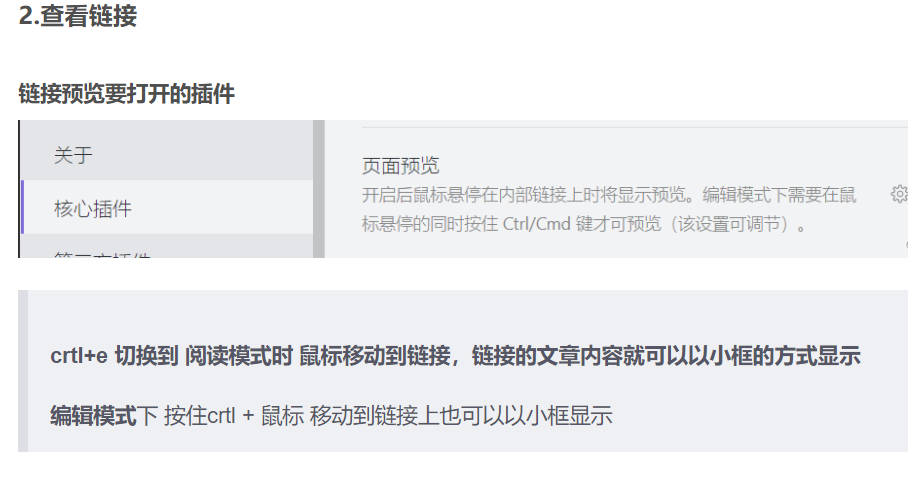 2.查看链接
链接预览要打开的插件
关于
页面预览
开启后鼠标悬停在内部链接上时将显示预览。编辑模式下需要在鼠
核心插件
标悬停的同时按住 Ctrl/Cmd 键才可预览（该设置可调节）。
crtl+e 切换到 阅读模式时 鼠标移动到链接，链接的文章内容就可以以小框的方式显示
编辑模式下 按住crtl + 鼠标 移动到链接上也可以以小框显示